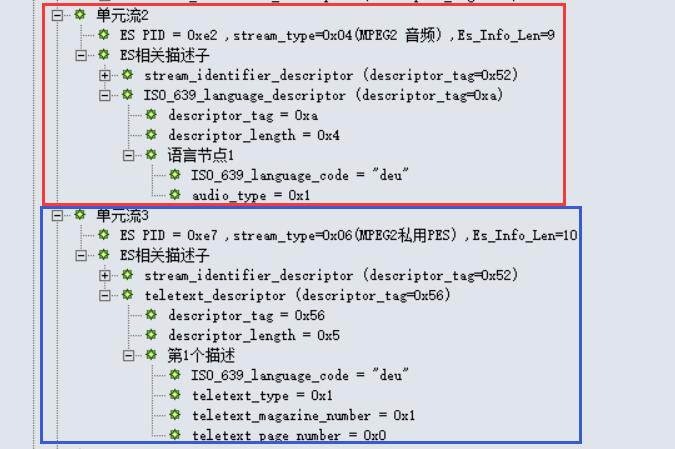 单元流2
ES PID = 0xe2 ,stream_type=0x04(MPEG2 音频) ,Es_Info_Len=9
ES相关描述子
stream_identifier_descriptor (descriptor_tag=0x52)
ISO_639_language_descriptor (descriptor_tag=0xa)
descriptor_tag = 0xa
descriptor_length = 0x4
语言节点1
ISO_639_language_code = "deu"
audio_type = 0x1
单元流3
ES PID = 0xe7 ,stream_type=0x06(MPEG2私用PES) ,Es_Info_Len=10
ES相关描述子
stream_identifier_descriptor (descriptor_tag=0x52)
teletext_descriptor (descriptor_tag=0x56)
descriptor_tag = 0x56
descriptor_length = 0x5
第1个描述
ISO_639_language_code = "deu"
teletext_type = 0x1
teletext_magazine_number = 0x1
teletext_page_number = 0x0